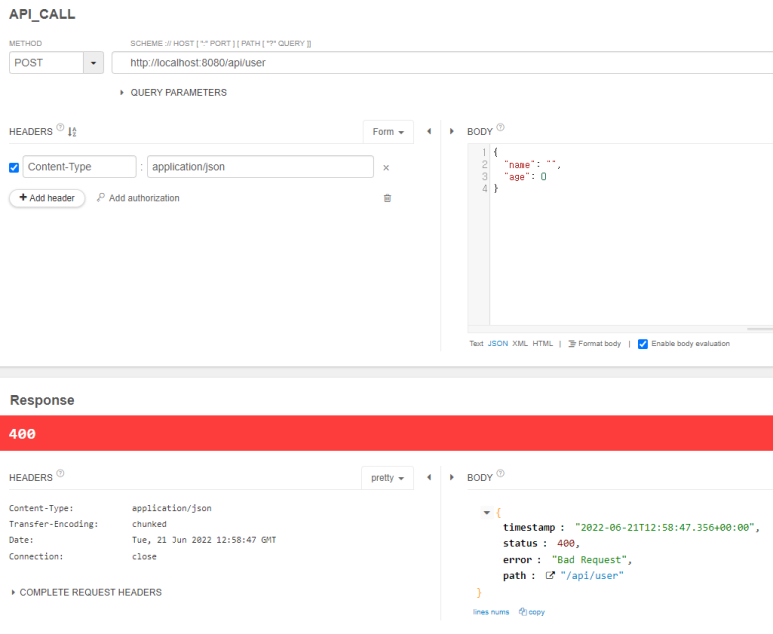 API_CALL
METHOD
SCHEME :// HOST [ ":" PORT ] [ PATH [ "?" QUERY ]]
POST
http://localhost:8080/api/user
QUERY PARAMETERS
HEADERS
Form
BODY
Content-Type : application/json
+ Add header
Add authorization
1 {
2 "name": "",
3 "age": 0
4 }
Text JSON XML HTML | Format body | Enable body evaluation
Response
400
HEADERS
pretty
BODY
Content-Type: application/json
Transfer-Encoding: chunked
Date: Tue, 21 Jun 2022 12:58:47 GMT
Connection: close
COMPLETE REQUEST HEADERS
{
timestamp : "2022-06-21T12:58:47.356+00:00",
status : 400,
error : "Bad Request",
path : "/api/user"
}
lines nums copy